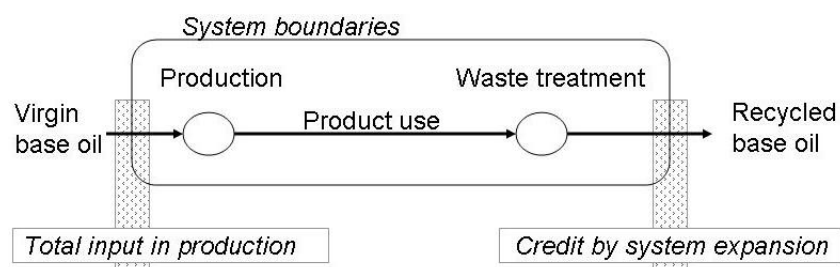 System boundaries
Production
Waste treatment
Virgin
base oil
Product use
Recycled
base oil
Total input in production
Credit by system expansion